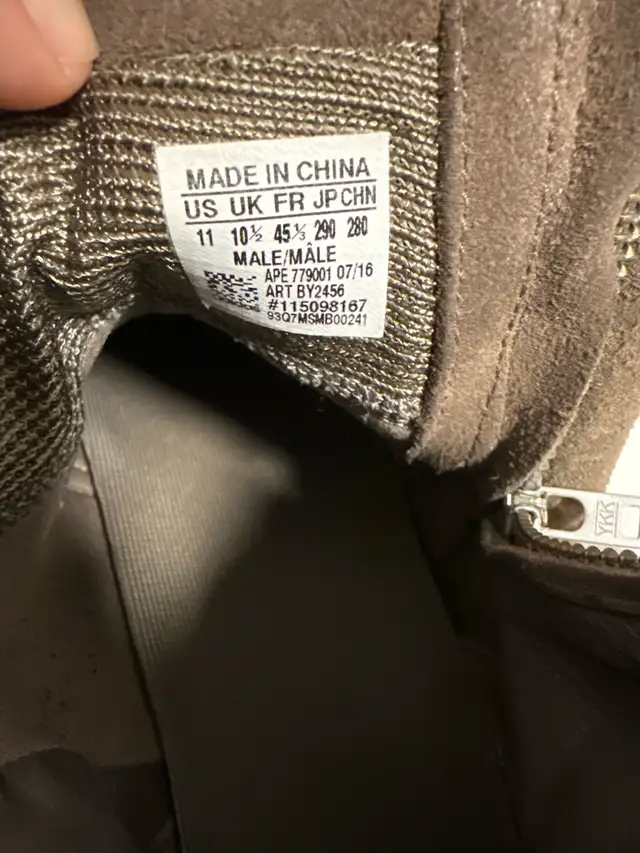 MADE IN CHINA
US UK FR JP CHN
11 10½ 45⅓ 290 280
MALE/MÂLE
APE 779001 07/16
ART BY2456
#115098167
93Q7MSMB00241
YKK